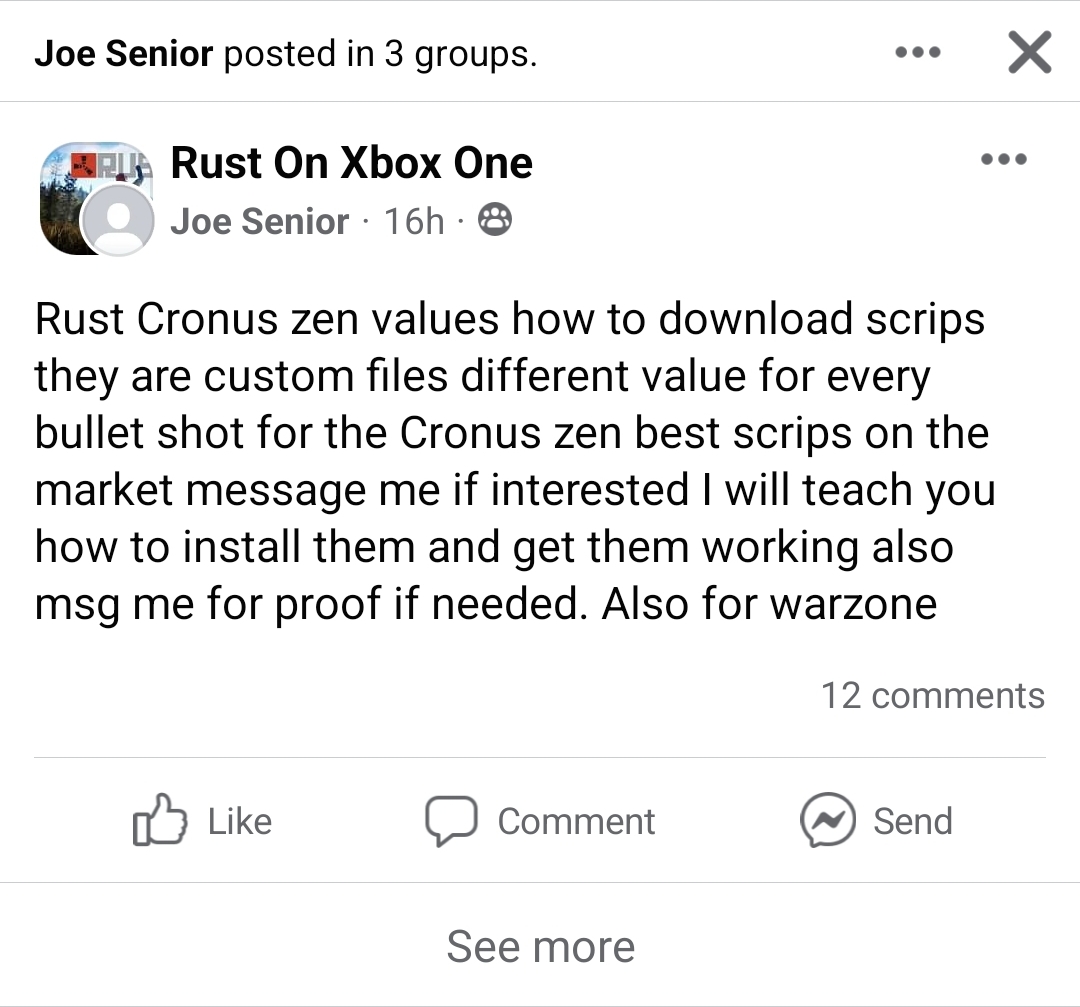 Joe Senior posted in 3 groups.
Rust On Xbox One
Joe Senior · 16h ·
Rust Cronus zen values how to download scrips
they are custom files different value for every
bullet shot for the Cronus zen best scrips on the
market message me if interested I will teach you
how to install them and get them working also
msg me for proof if needed. Also for warzone
12 comments
Like
Comment
Send
See more